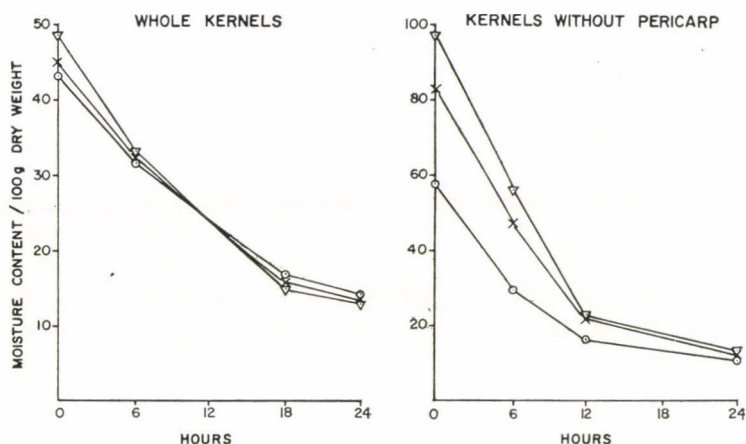 WHOLE KERNELS
MOISTURE CONTENT / 100g DRY WEIGHT
50
40
30
20
10
0 6 12 18 24
HOURS
KERNELS WITHOUT PERICARP
100
80
60
40
20
0 6 12 18 24
HOURS